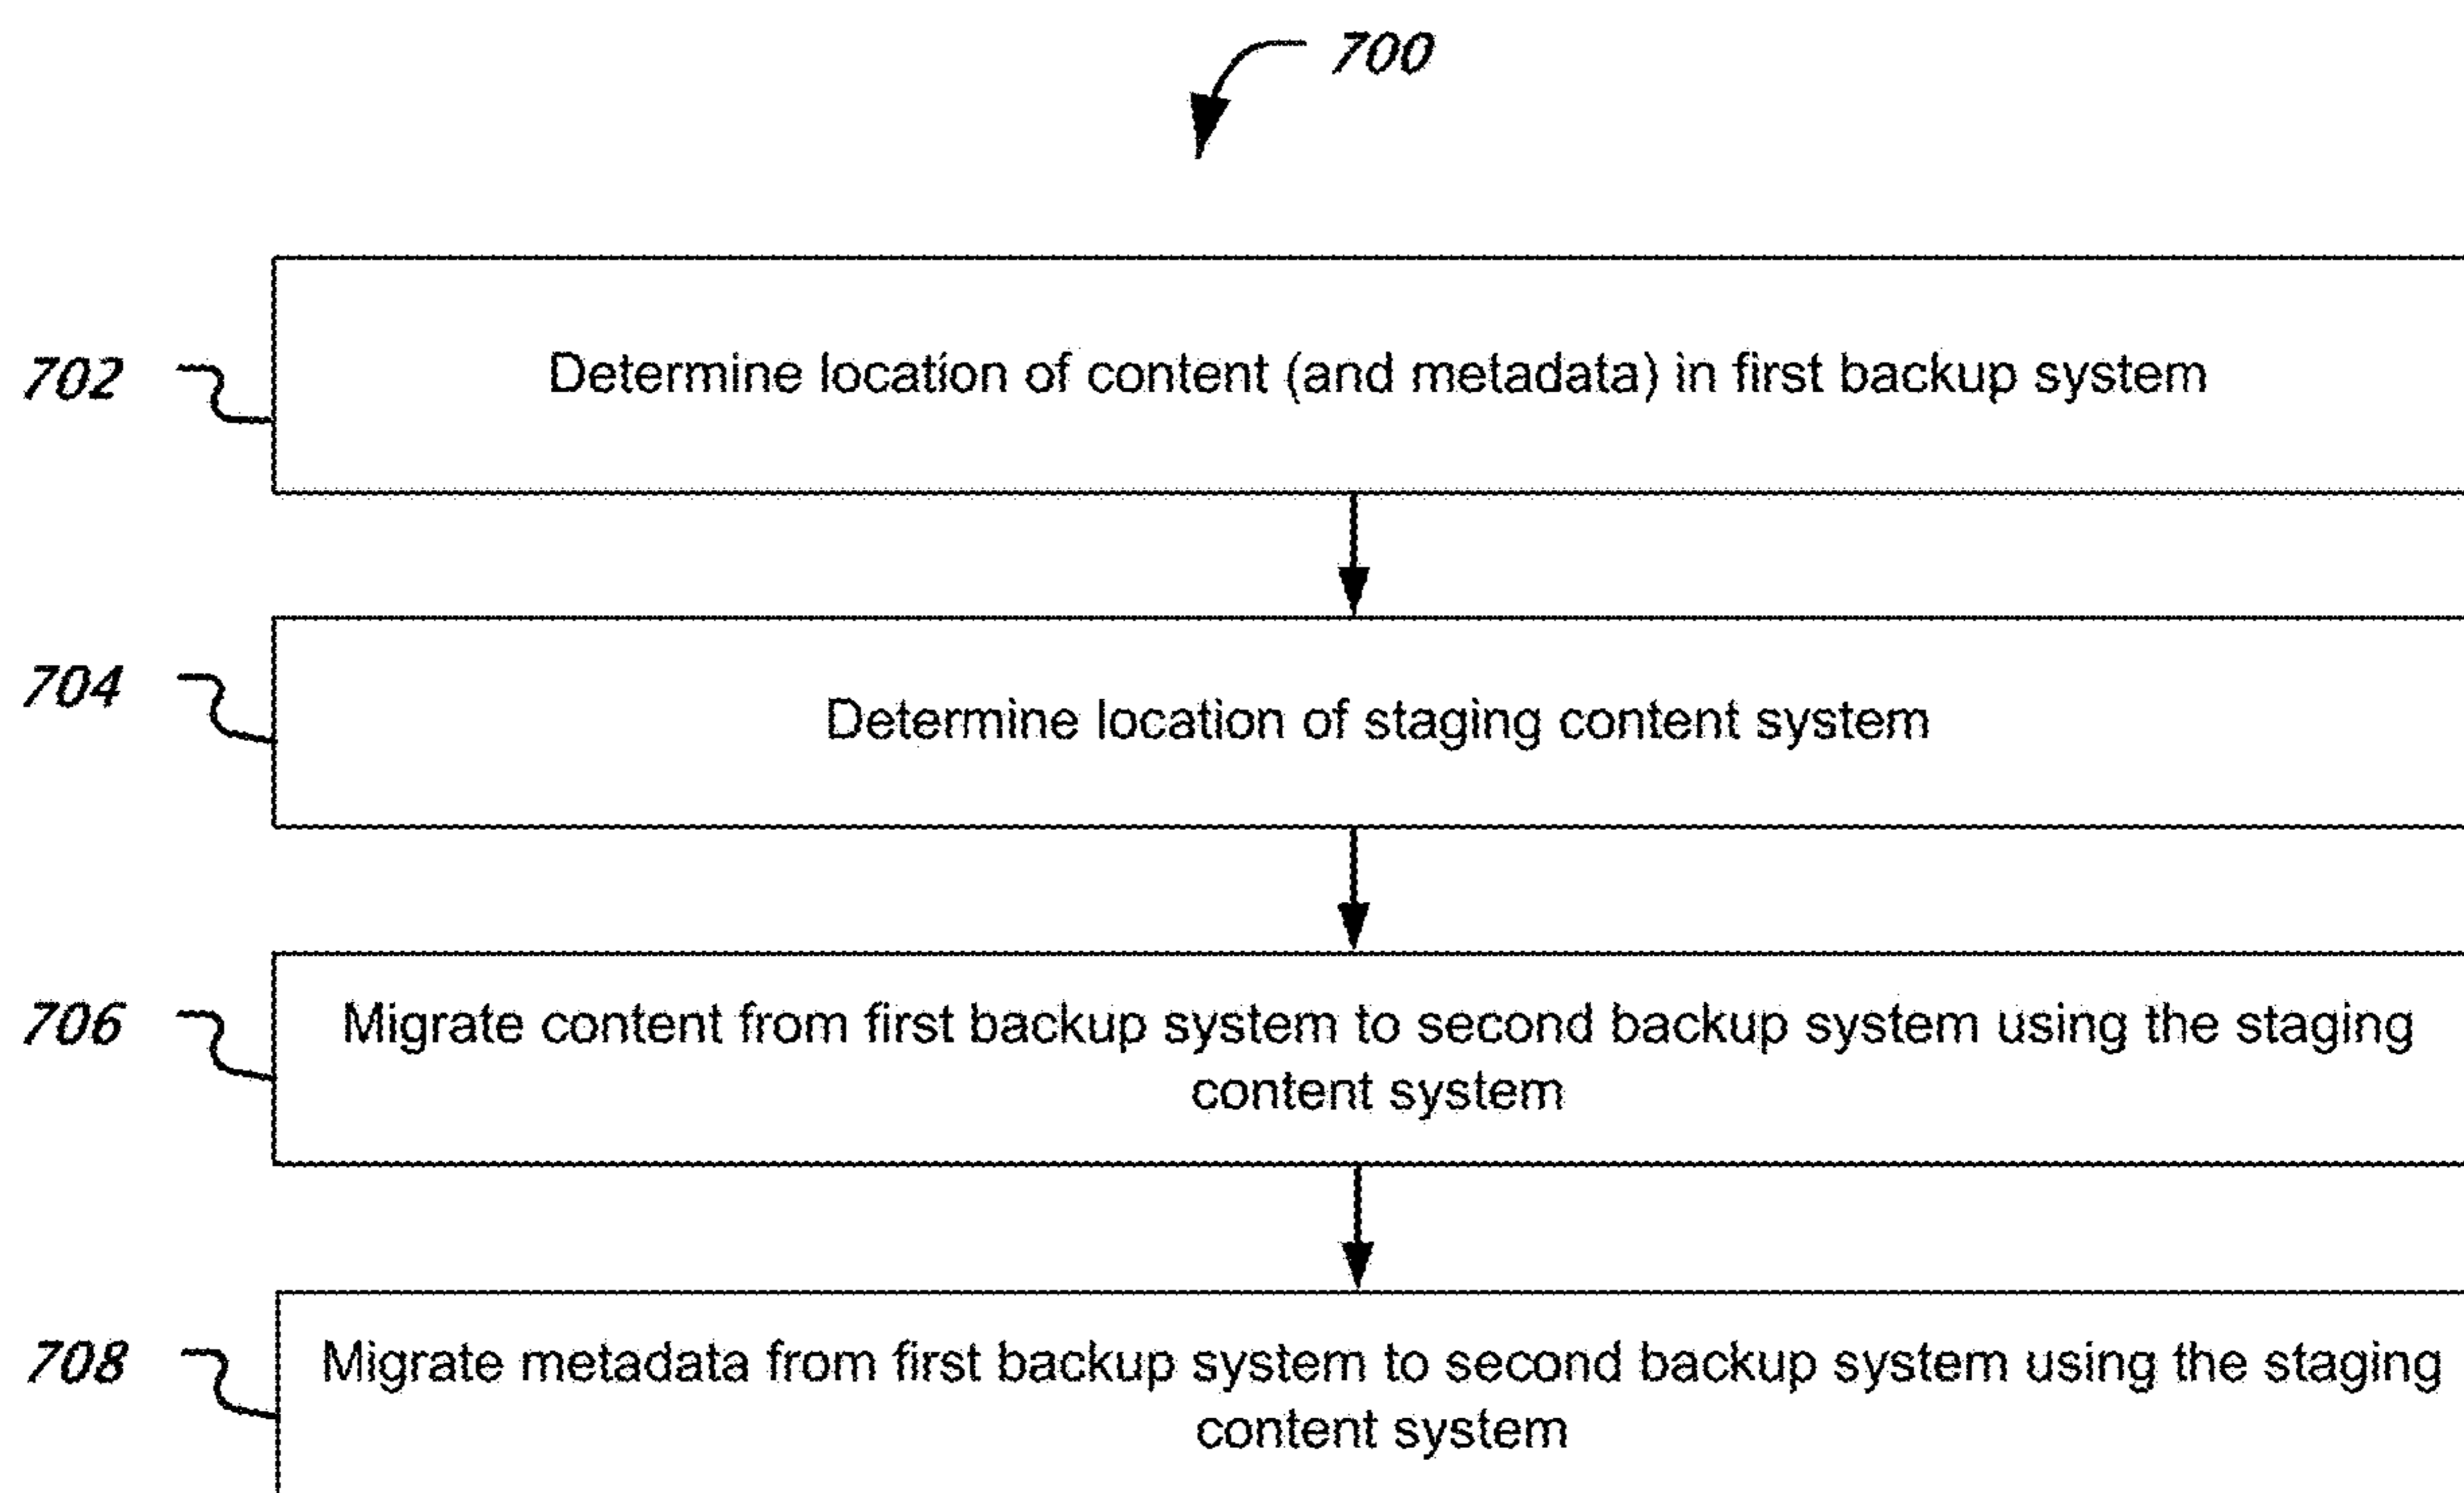 700
702
Determine location of content (and metadata) in first backup system
704
Determine location of staging content system
706
Migrate content from first backup system to second backup system using the staging
content system
708
Migrate metadata from first backup system to second backup system using the staging
content system